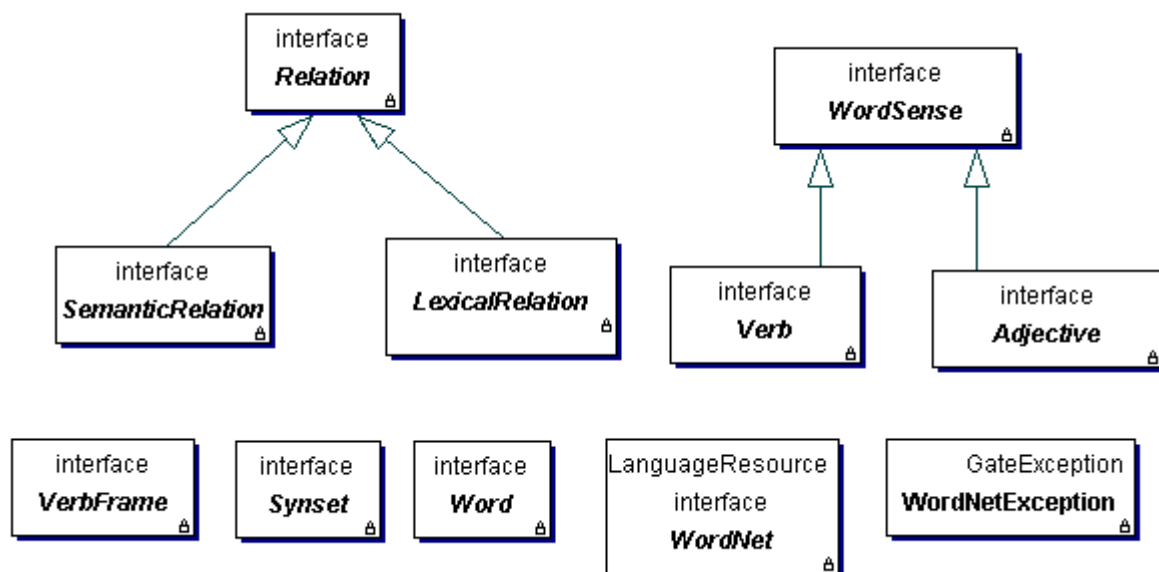 interface
Relation
interface
WordSense
interface
SemanticRelation
interface
LexicalRelation
interface
Verb
interface
Adjective
interface
VerbFrame
interface
Synset
interface
Word
LanguageResource
interface
WordNet
GateException
WordNetException